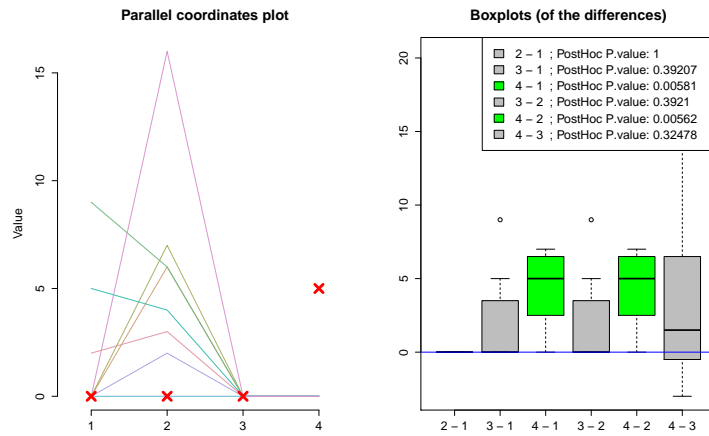 Parallel coordinates plot
Value
15
10
5
0
1 2 3 4
Boxplots (of the differences)
20
15
10
5
0
2 − 1 ; PostHoc P.value: 1
3 − 1 ; PostHoc P.value: 0.39207
4 − 1 ; PostHoc P.value: 0.00581
3 − 2 ; PostHoc P.value: 0.3921
4 − 2 ; PostHoc P.value: 0.00562
4 − 3 ; PostHoc P.value: 0.32478
2 − 1 3 − 1 4 − 1 3 − 2 4 − 2 4 − 3